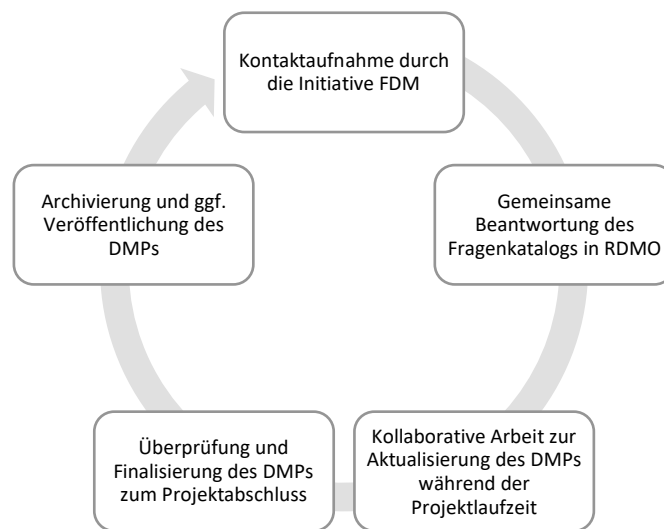 Kontaktaufnahme durch
die Initiative FDM
Gemeinsame
Beantwortung des
Fragenkatalogs in RDMO
Kollaborative Arbeit zur
Aktualisierung des DMPs
während der
Projektlaufzeit
Überprüfung und
Finalisierung des DMPs
zum Projektabschluss
Archivierung und ggf.
Veröffentlichung des
DMPs